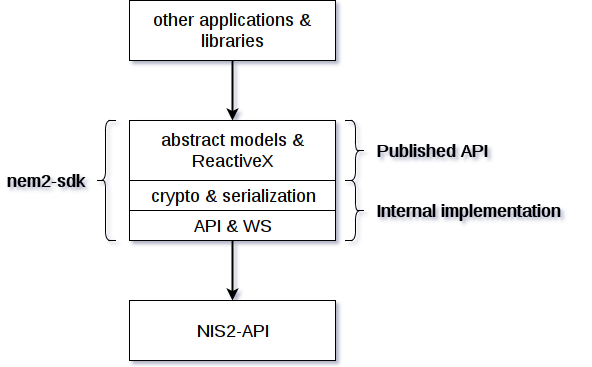 other applications &
libraries
abstract models &
ReactiveX
Published API
nem2-sdk
crypto & serialization
Internal implementation
API & WS
NIS2-API